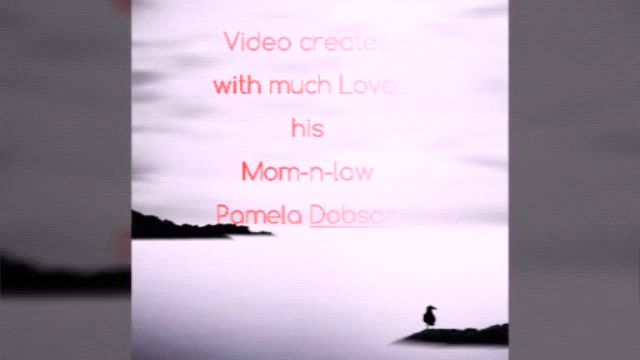 Video created
with much Love
his
Mom-n-law
Pamela Dobson